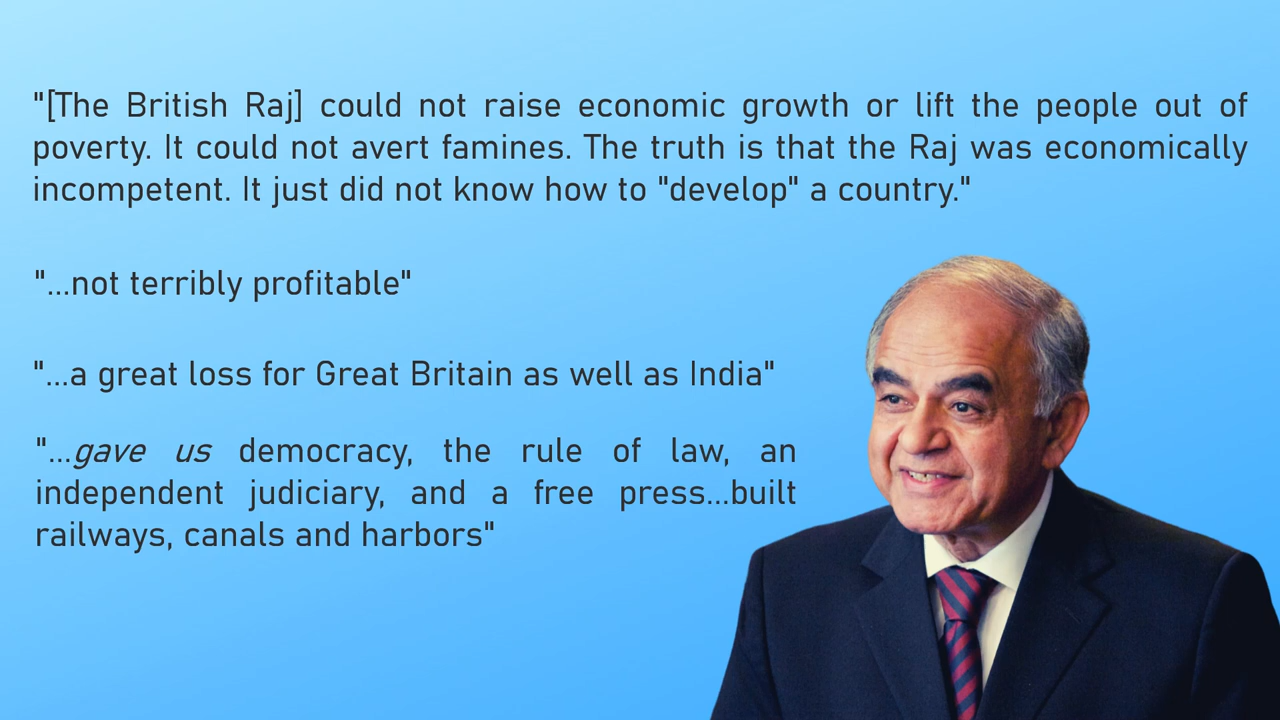 "[The British Raj] could not raise economic growth or lift the people out of
poverty. It could not avert famines. The truth is that the Raj was economically
incompetent. It just did not know how to "develop" a country."
"...not terribly profitable"
"...a great loss for Great Britain as well as India"
"...gave us democracy, the rule of law, an
independent judiciary, and a free press...built
railways, canals and harbors"